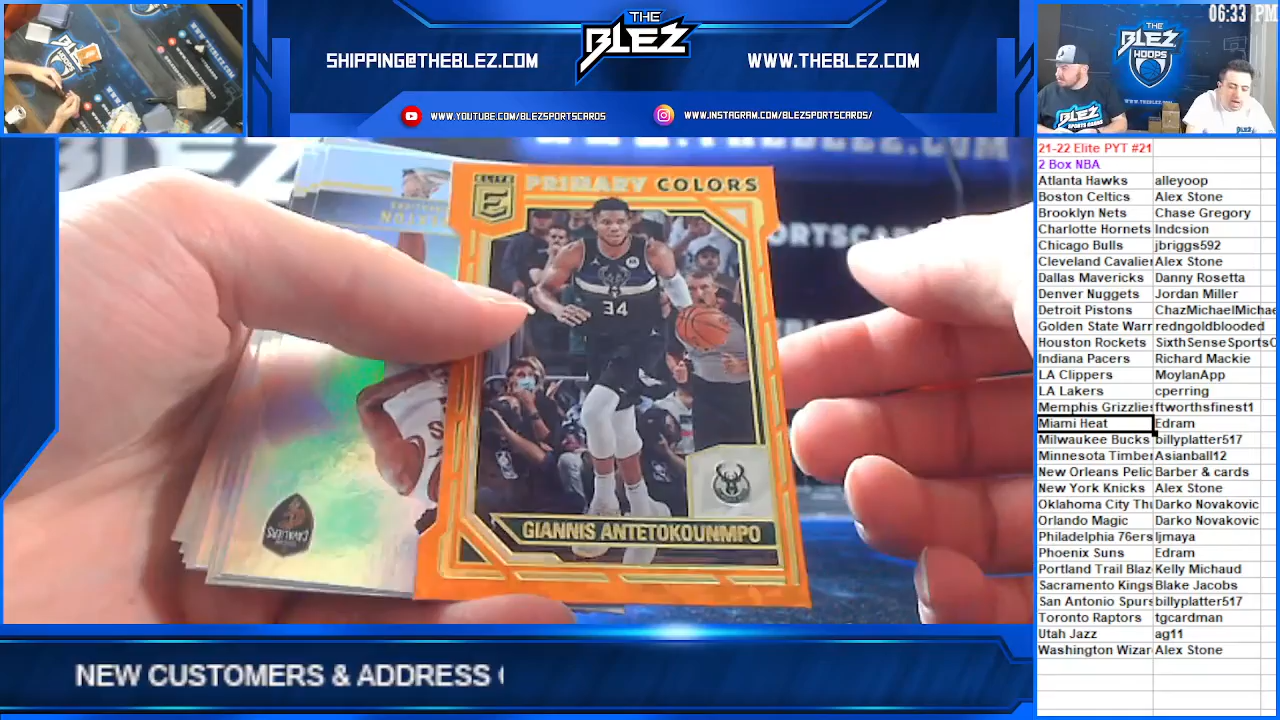 THE
BLEZ
SHIPPING@THEBLEZ.COM
WWW.THEBLEZ.COM
WWW.YOUTUBE.COM/BLEZSPORTSCARDS
WWW.INSTAGRAM.COM/BLEZSPORTSCARDS/
06:33 PM
THE
BLEZ
HOOPS
ELITE
E
PRIMARY COLORS
34
GIANNIS ANTETOKOUNMPO
21-22 Elite PYT #21
2 Box NBA
Atlanta Hawks alleyoop
Boston Celtics Alex Stone
Brooklyn Nets Chase Gregory
Charlotte Hornets Indcsion
Chicago Bulls jbriggs592
Cleveland Cavalie Alex Stone
Dallas Mavericks Danny Rosetta
Denver Nuggets Jordan Miller
Detroit Pistons ChazMichaelMichae
Golden State Warr redngoldblooded
Houston Rockets SixthSenseSportsC
Indiana Pacers Richard Mackie
LA Clippers MoylanApp
LA Lakers cperring
Memphis Grizzlies ftworthsfinest1
Miami Heat Edram
Milwaukee Bucks billyplatter517
Minnesota Timbe Asianball12
New Orleans Pelic Barber & cards
New York Knicks Alex Stone
Oklahoma City Thu Darko Novakovic
Orlando Magic Darko Novakovic
Philadelphia 76ers ljmaya
Phoenix Suns Edram
Portland Trail Blaz Kelly Michaud
Sacramento Kings Blake Jacobs
San Antonio Spurs billyplatter517
Toronto Raptors tgcardman
Utah Jazz ag11
Washington Wizar Alex Stone
NEW CUSTOMERS & ADDRESS